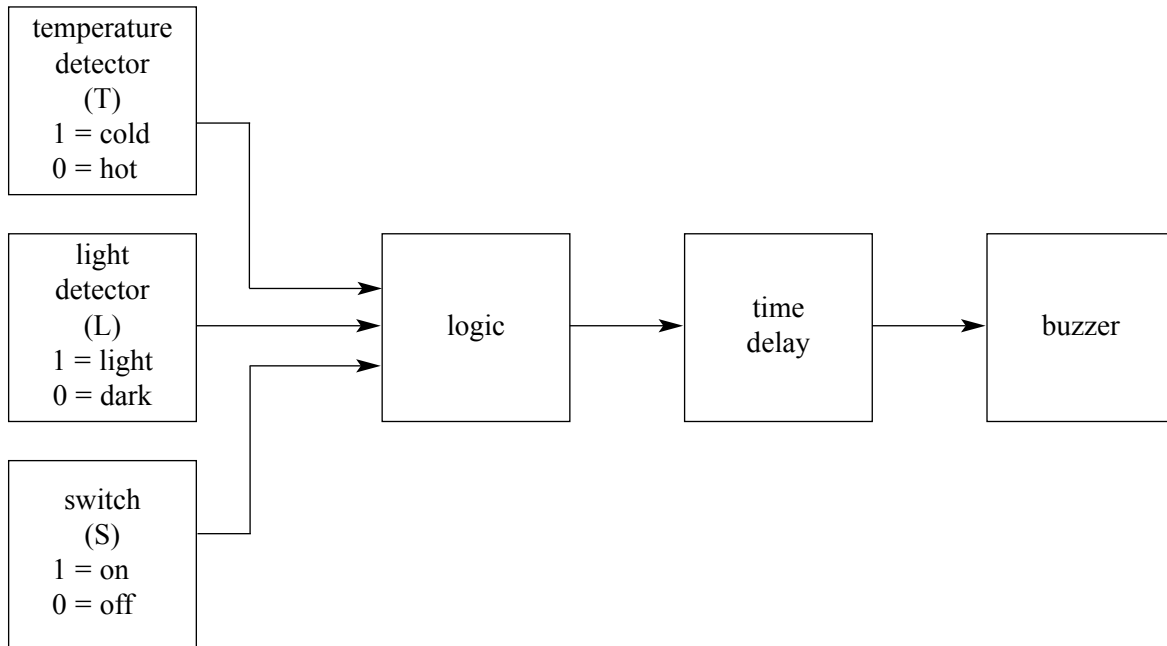 temperature
detector
(T)
1 = cold
0 = hot
light
detector
(L)
1 = light
0 = dark
switch
(S)
1 = on
0 = off
logic
time
delay
buzzer